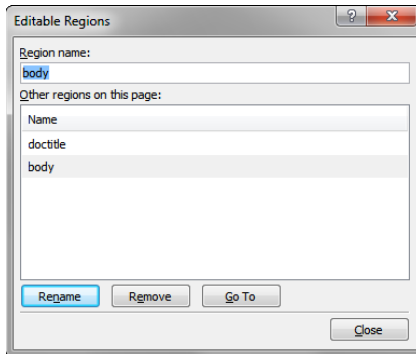 Editable Regions
?
X
Region name:
body
Other regions on this page:
Name
doctitle
body
Rename Remove Go To
Close